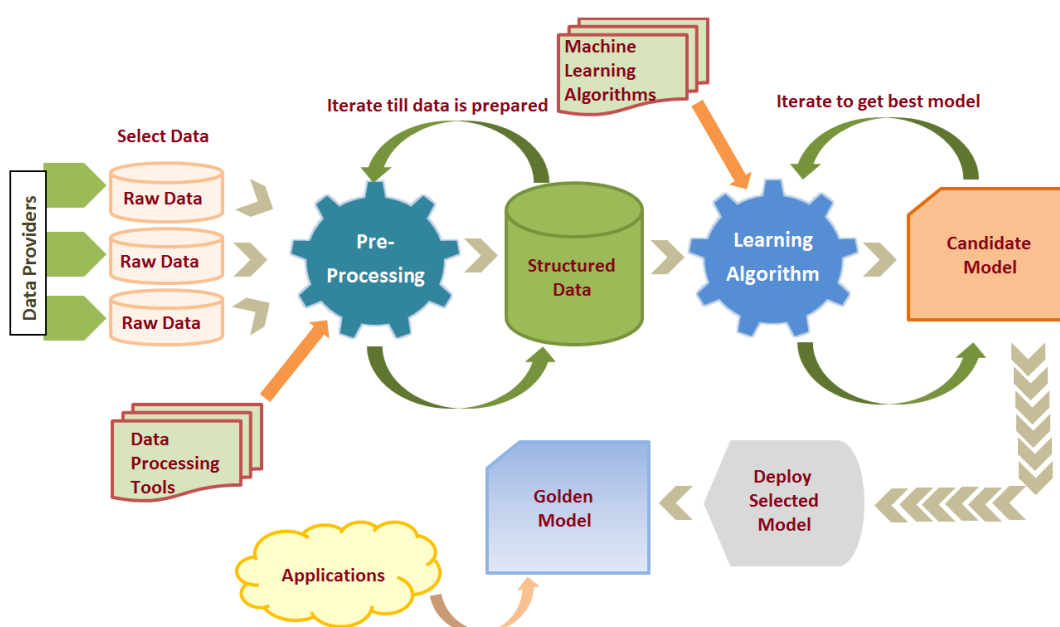 Machine
Learning
Algorithms
Iterate till data is prepared
Iterate to get best model
Select Data
Data Providers
Raw Data
Raw Data
Raw Data
Pre-
Processing
Structured
Data
Learning
Algorithm
Candidate
Model
Data
Processing
Tools
Golden
Model
Deploy
Selected
Model
Applications